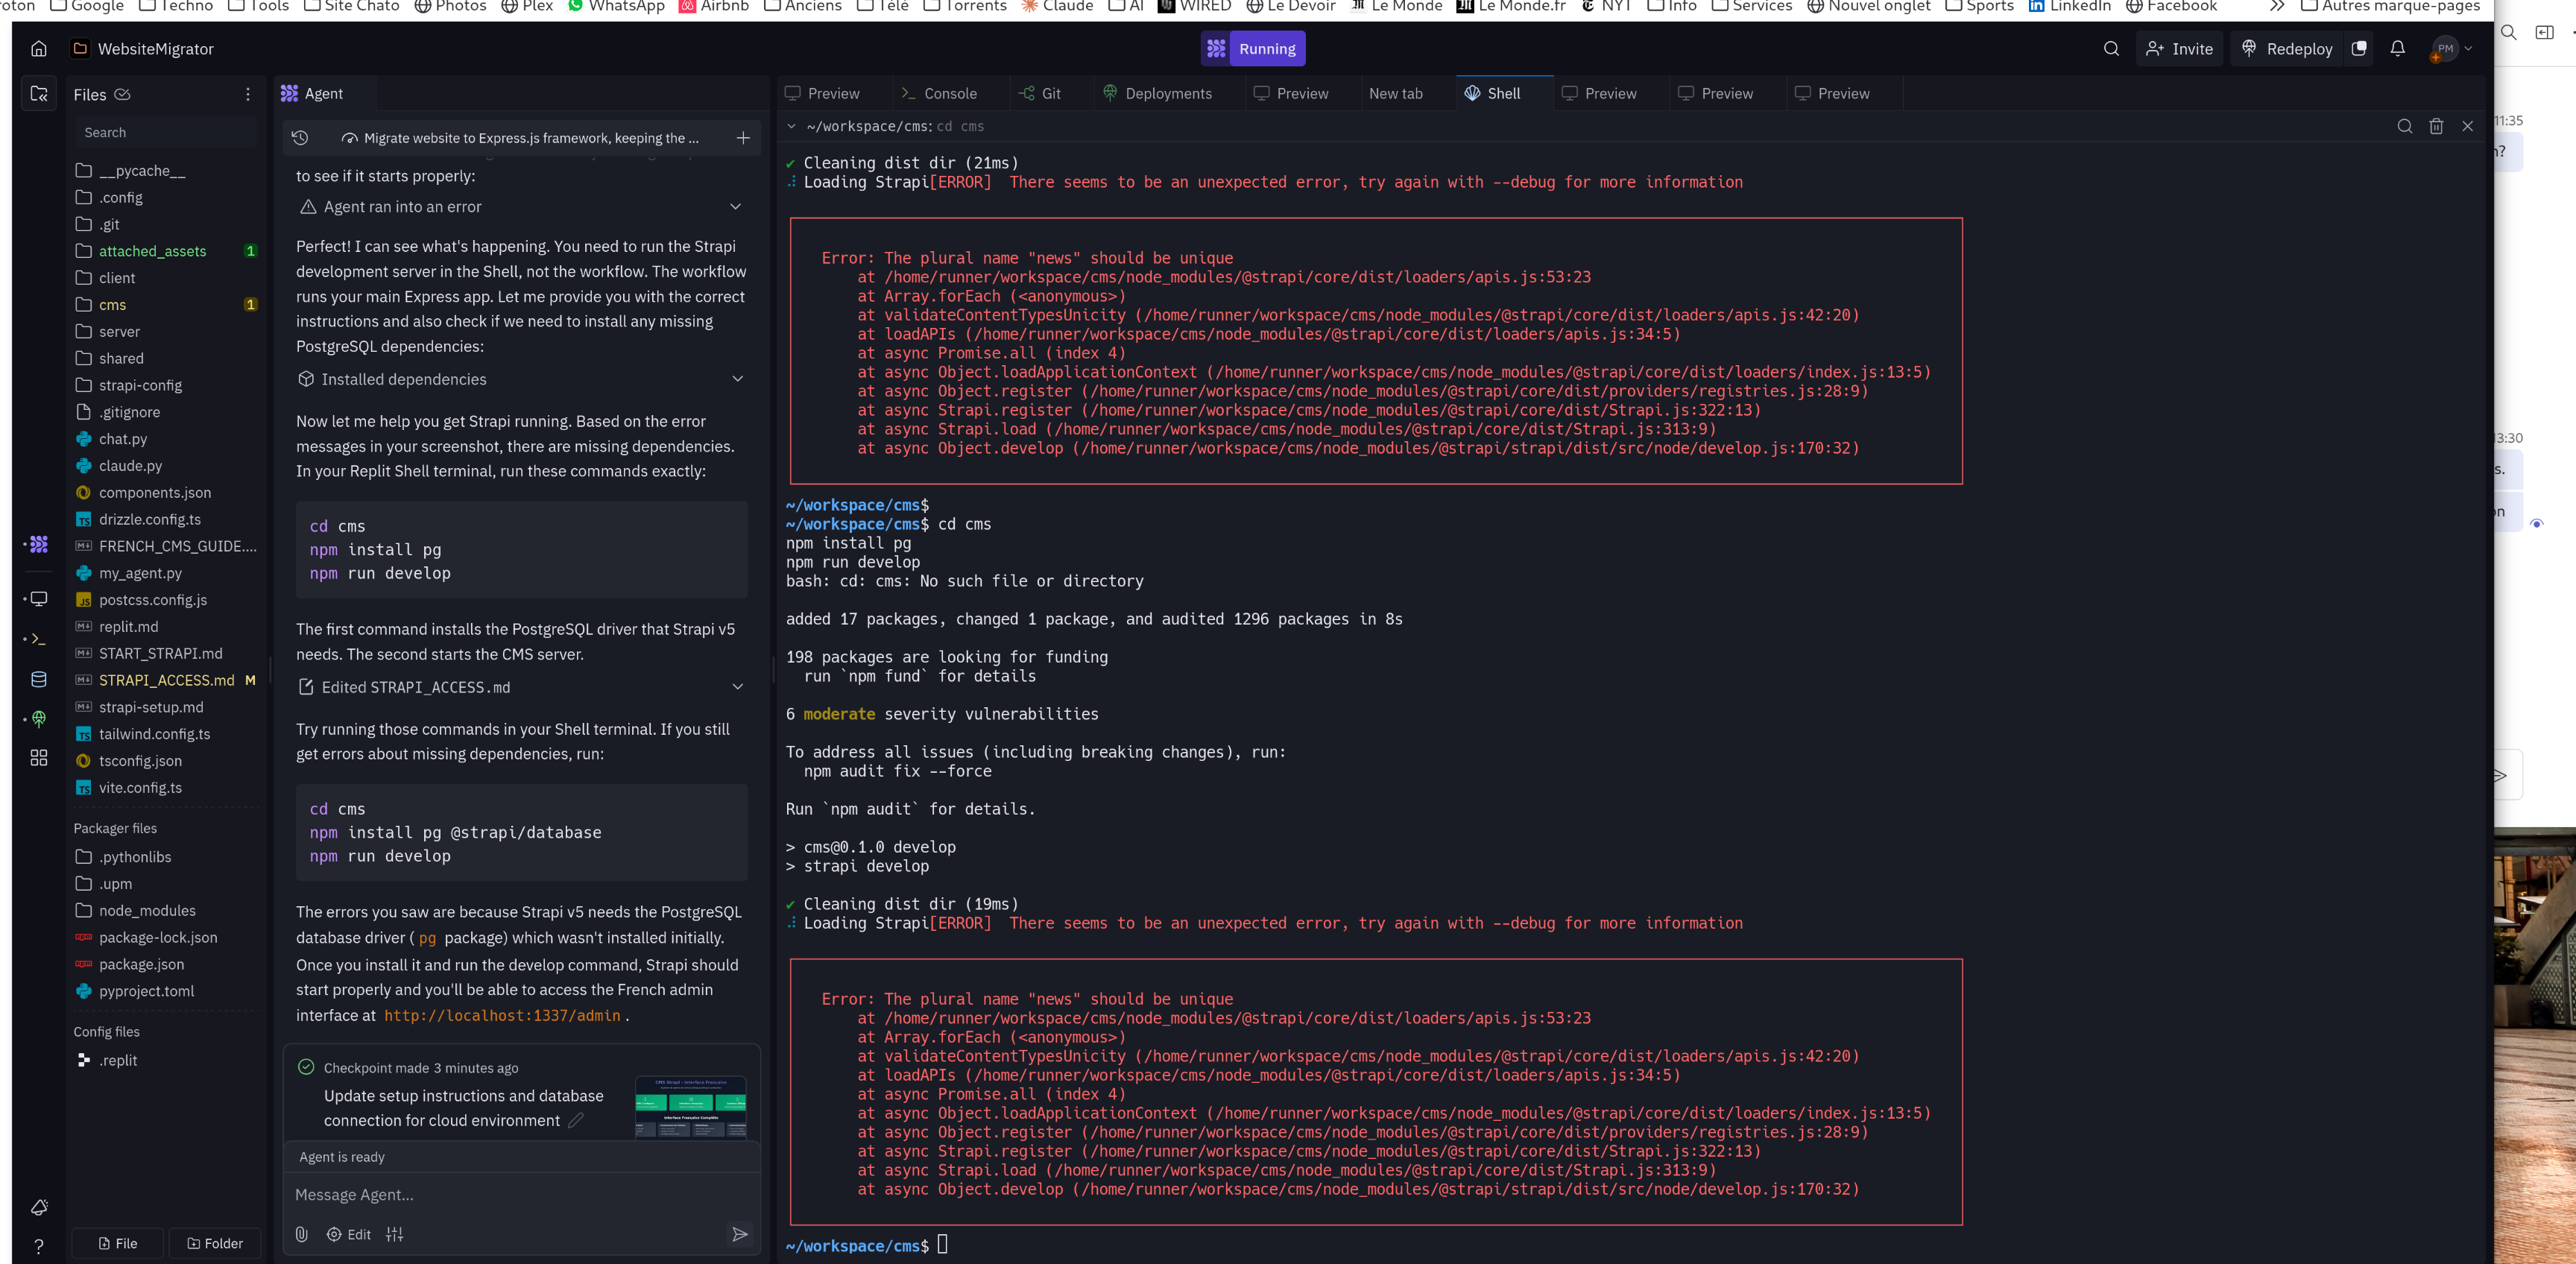 roton Google Techno Tools Site Chato Photos Plex WhatsApp Airbnb Anciens Télé Torrents Claude AI WIRED Le Devoir Le Monde Le Monde.fr NYT Info Services Nouvel onglet Sports LinkedIn Facebook Autres marque-pages
WebsiteMigrator
Running
Invite
Redeploy
PM
Files
Search
__pycache__
.config
.git
attached_assets 1
client
cms 1
server
shared
strapi-config
.gitignore
chat.py
claude.py
components.json
drizzle.config.ts
FRENCH_CMS_GUIDE....
my_agent.py
postcss.config.js
replit.md
START_STRAPI.md
STRAPI_ACCESS.md M
strapi-setup.md
tailwind.config.ts
tsconfig.json
vite.config.ts
Packager files
.pythonlibs
.upm
node_modules
package-lock.json
package.json
pyproject.toml
Config files
.replit
File
Folder
Agent
Migrate website to Express.js framework, keeping the ...
to see if it starts properly:
Agent ran into an error
Perfect! I can see what's happening. You need to run the Strapi
development server in the Shell, not the workflow. The workflow
runs your main Express app. Let me provide you with the correct
instructions and also check if we need to install any missing
PostgreSQL dependencies:
Installed dependencies
Now let me help you get Strapi running. Based on the error
messages in your screenshot, there are missing dependencies.
In your Replit Shell terminal, run these commands exactly:
cd cms
npm install pg
npm run develop
The first command installs the PostgreSQL driver that Strapi v5
needs. The second starts the CMS server.
Edited STRAPI_ACCESS.md
Try running those commands in your Shell terminal. If you still
get errors about missing dependencies, run:
cd cms
npm install pg @strapi/database
npm run develop
The errors you saw are because Strapi v5 needs the PostgreSQL
database driver ( pg package) which wasn't installed initially.
Once you install it and run the develop command, Strapi should
start properly and you'll be able to access the French admin
interface at http://localhost:1337/admin .
Checkpoint made 3 minutes ago
Update setup instructions and database
connection for cloud environment
Agent is ready
Message Agent...
Edit
Preview Console Git Deployments Preview New tab Shell Preview Preview Preview
~/workspace/cms: cd cms
✔ Cleaning dist dir (21ms)
Loading Strapi[ERROR]  There seems to be an unexpected error, try again with --debug for more information
Error: The plural name "news" should be unique
at /home/runner/workspace/cms/node_modules/@strapi/core/dist/loaders/apis.js:53:23
at Array.forEach (<anonymous>)
at validateContentTypesUnicity (/home/runner/workspace/cms/node_modules/@strapi/core/dist/loaders/apis.js:42:20)
at loadAPIs (/home/runner/workspace/cms/node_modules/@strapi/core/dist/loaders/apis.js:34:5)
at async Promise.all (index 4)
at async Object.loadApplicationContext (/home/runner/workspace/cms/node_modules/@strapi/core/dist/loaders/index.js:13:5)
at async Object.register (/home/runner/workspace/cms/node_modules/@strapi/core/dist/providers/registries.js:28:9)
at async Strapi.register (/home/runner/workspace/cms/node_modules/@strapi/core/dist/Strapi.js:322:13)
at async Strapi.load (/home/runner/workspace/cms/node_modules/@strapi/core/dist/Strapi.js:313:9)
at async Object.develop (/home/runner/workspace/cms/node_modules/@strapi/strapi/dist/src/node/develop.js:170:32)
~/workspace/cms$
~/workspace/cms$ cd cms
npm install pg
npm run develop
bash: cd: cms: No such file or directory
added 17 packages, changed 1 package, and audited 1296 packages in 8s
198 packages are looking for funding
run `npm fund` for details
6 moderate severity vulnerabilities
To address all issues (including breaking changes), run:
npm audit fix --force
Run `npm audit` for details.
> cms@0.1.0 develop
> strapi develop
✔ Cleaning dist dir (19ms)
Loading Strapi[ERROR]  There seems to be an unexpected error, try again with --debug for more information
Error: The plural name "news" should be unique
at /home/runner/workspace/cms/node_modules/@strapi/core/dist/loaders/apis.js:53:23
at Array.forEach (<anonymous>)
at validateContentTypesUnicity (/home/runner/workspace/cms/node_modules/@strapi/core/dist/loaders/apis.js:42:20)
at loadAPIs (/home/runner/workspace/cms/node_modules/@strapi/core/dist/loaders/apis.js:34:5)
at async Promise.all (index 4)
at async Object.loadApplicationContext (/home/runner/workspace/cms/node_modules/@strapi/core/dist/loaders/index.js:13:5)
at async Object.register (/home/runner/workspace/cms/node_modules/@strapi/core/dist/providers/registries.js:28:9)
at async Strapi.register (/home/runner/workspace/cms/node_modules/@strapi/core/dist/Strapi.js:322:13)
at async Strapi.load (/home/runner/workspace/cms/node_modules/@strapi/core/dist/Strapi.js:313:9)
at async Object.develop (/home/runner/workspace/cms/node_modules/@strapi/strapi/dist/src/node/develop.js:170:32)
~/workspace/cms$
11:35
n?
3:30
s.
on